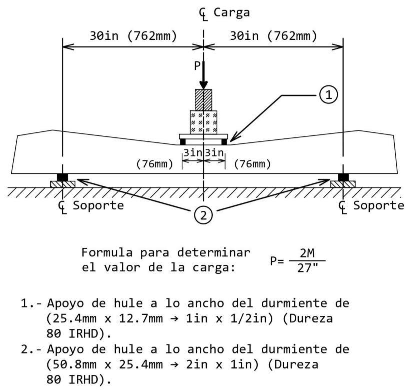 ℄ Carga
30in (762mm) 30in (762mm)
P
1
3in 3in
(76mm) (76mm)
℄ Soporte 2 ℄ Soporte
Formula para determinar
el valor de la carga: P= 2M / 27"
1.- Apoyo de hule a lo ancho del durmiente de
(25.4mm x 12.7mm → 1in x 1/2in) (Dureza
80 IRHD).
2.- Apoyo de hule a lo ancho del durmiente de
(50.8mm x 25.4mm → 2in x 1in) (Dureza
80 IRHD).